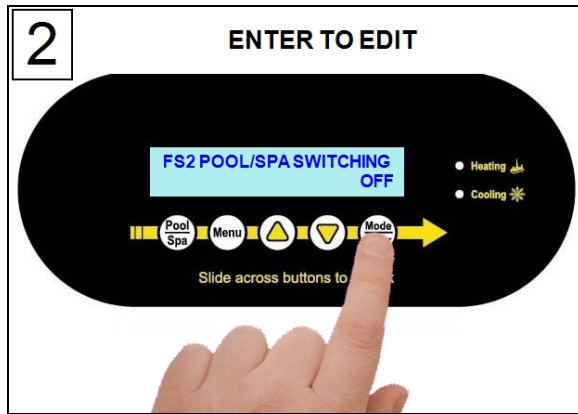 2
ENTER TO EDIT
FS2 POOL/SPA SWITCHING
OFF
Heating
Cooling
Pool
Spa
Menu
Mode
Slide across buttons to